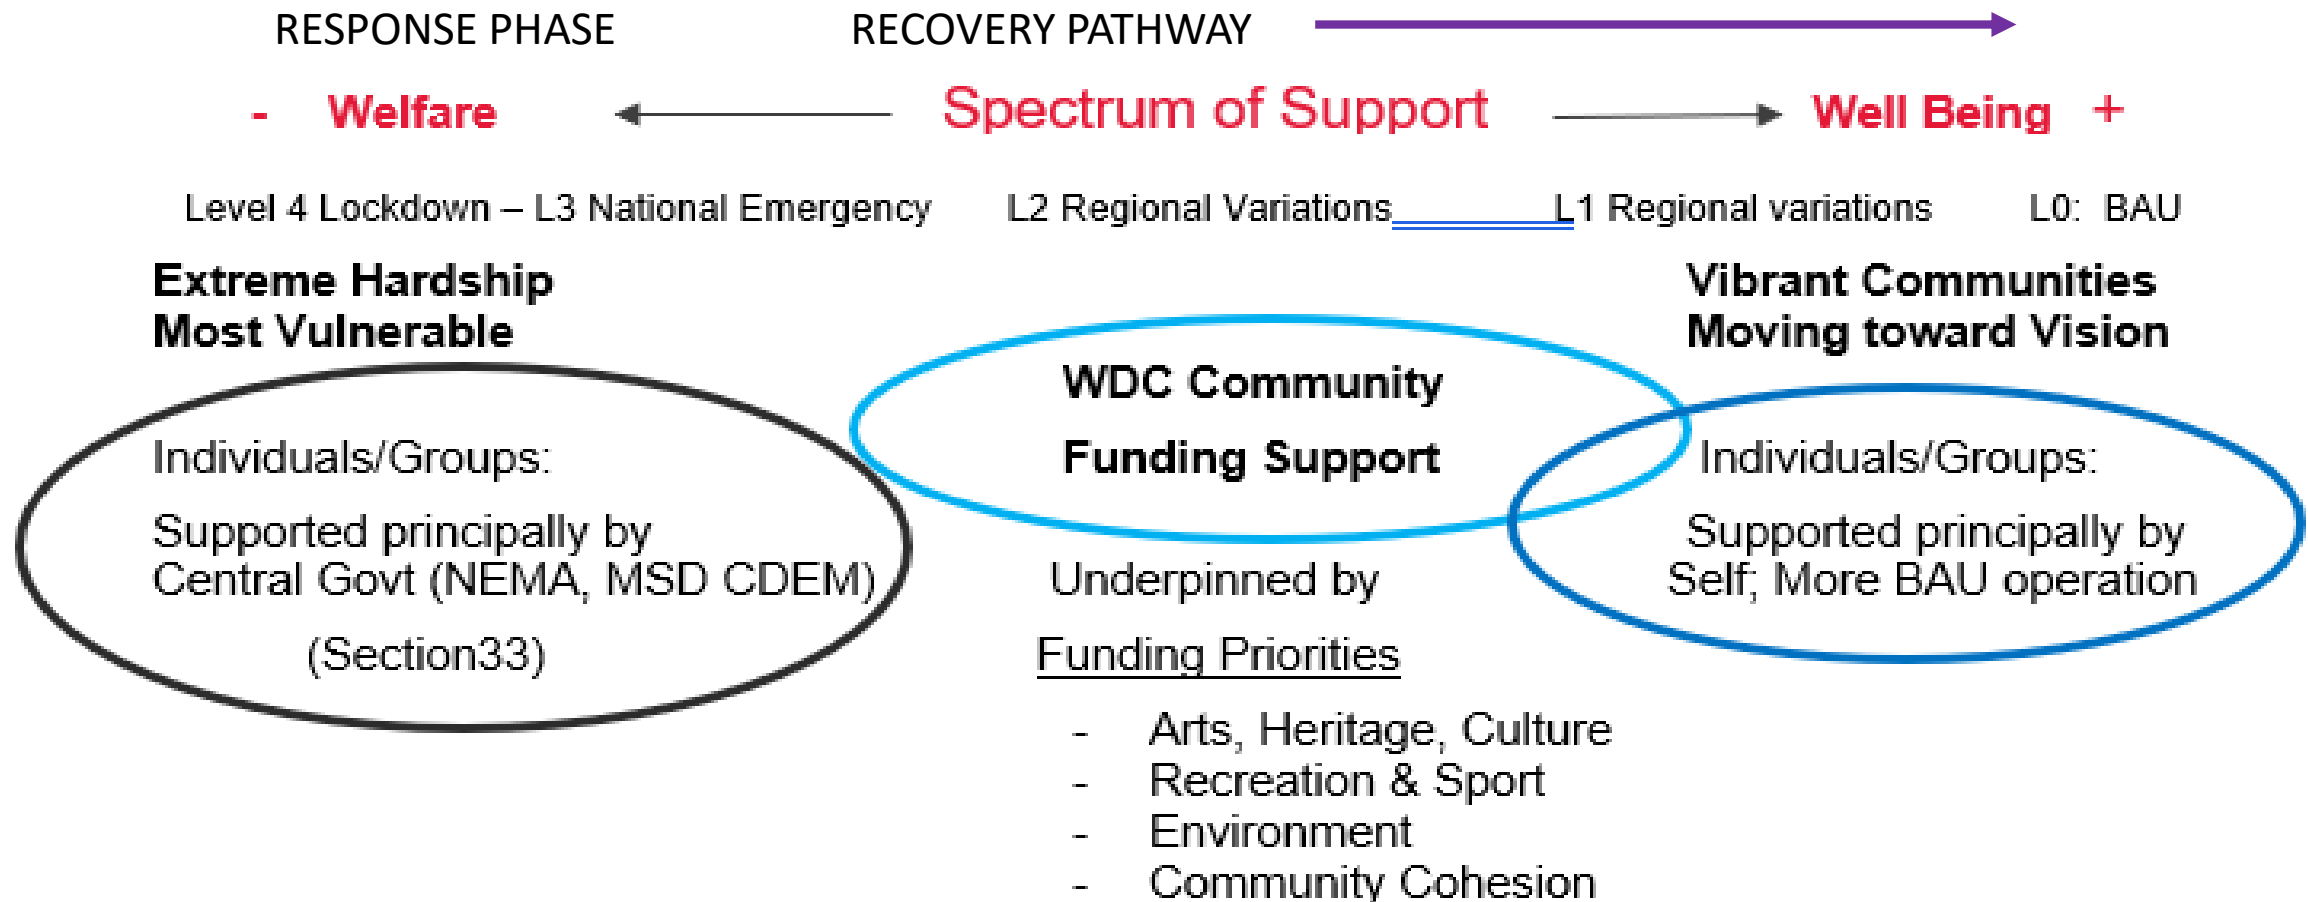 RESPONSE PHASE RECOVERY PATHWAY
- Welfare Spectrum of Support Well Being +
Level 4 Lockdown – L3 National Emergency L2 Regional Variations L1 Regional variations L0: BAU
Extreme Hardship
Most Vulnerable
Individuals/Groups:
Supported principally by
Central Govt (NEMA, MSD CDEM)
(Section33)
WDC Community
Funding Support
Underpinned by
Funding Priorities
- Arts, Heritage, Culture
- Recreation & Sport
- Environment
- Community Cohesion
Vibrant Communities
Moving toward Vision
Individuals/Groups:
Supported principally by
Self; More BAU operation